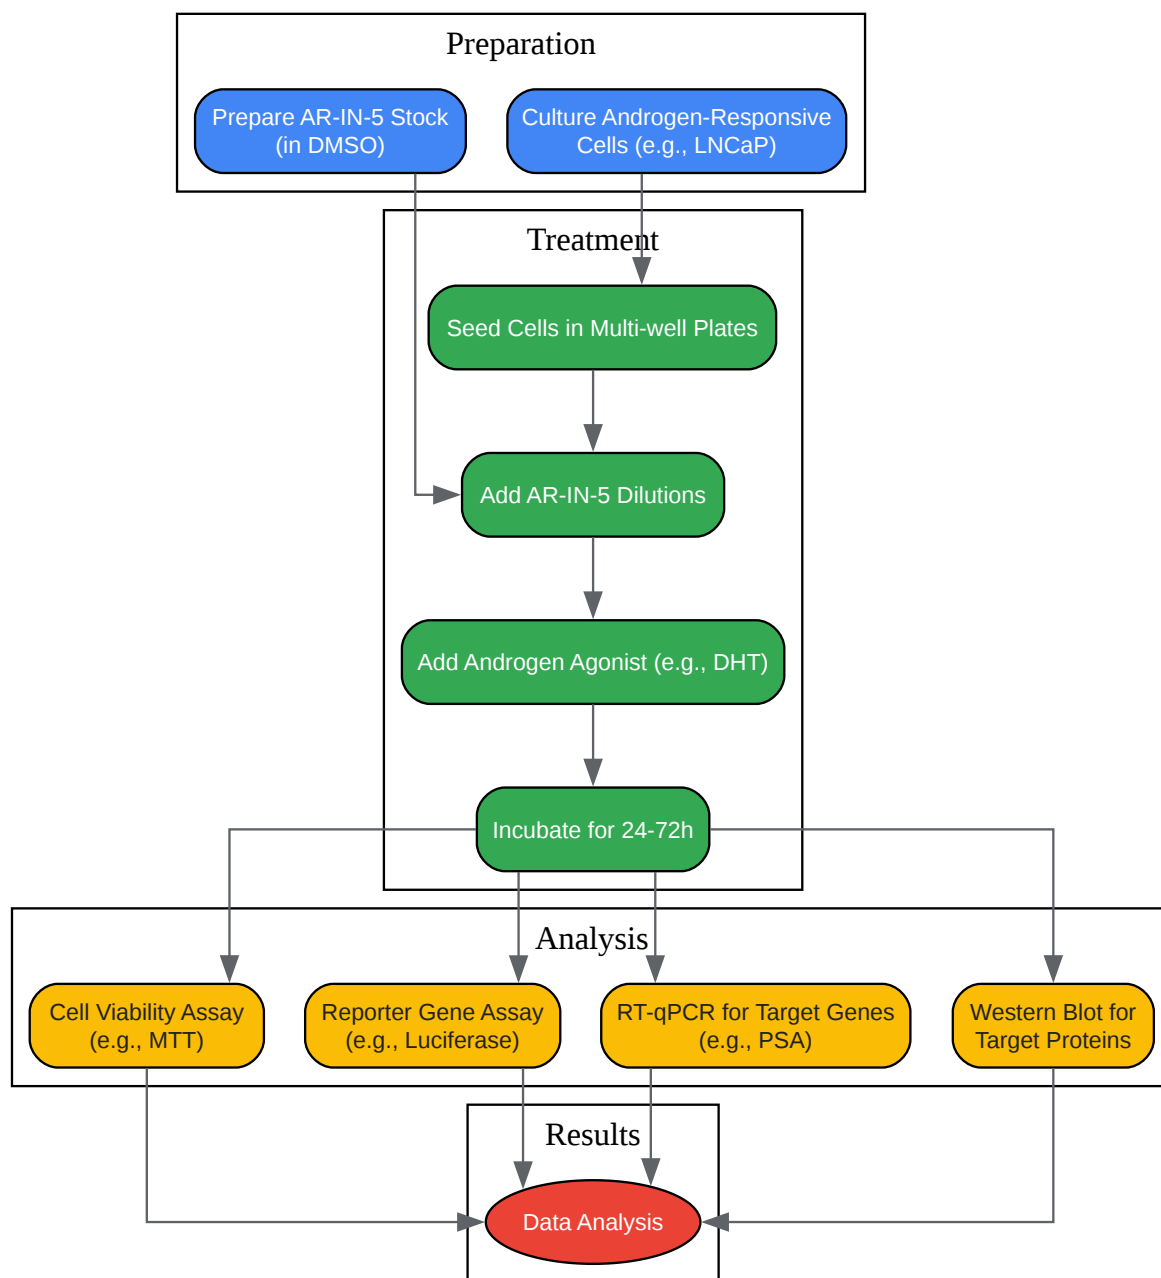 Preparation
Prepare AR-IN-5 Stock
(in DMSO)
Culture Androgen-Responsive
Cells (e.g., LNCaP)
Treatment
Seed Cells in Multi-well Plates
Add AR-IN-5 Dilutions
Add Androgen Agonist (e.g., DHT)
Incubate for 24-72h
Analysis
Cell Viability Assay
(e.g., MTT)
Reporter Gene Assay
(e.g., Luciferase)
RT-qPCR for Target Genes
(e.g., PSA)
Western Blot for
Target Proteins
Results
Data Analysis